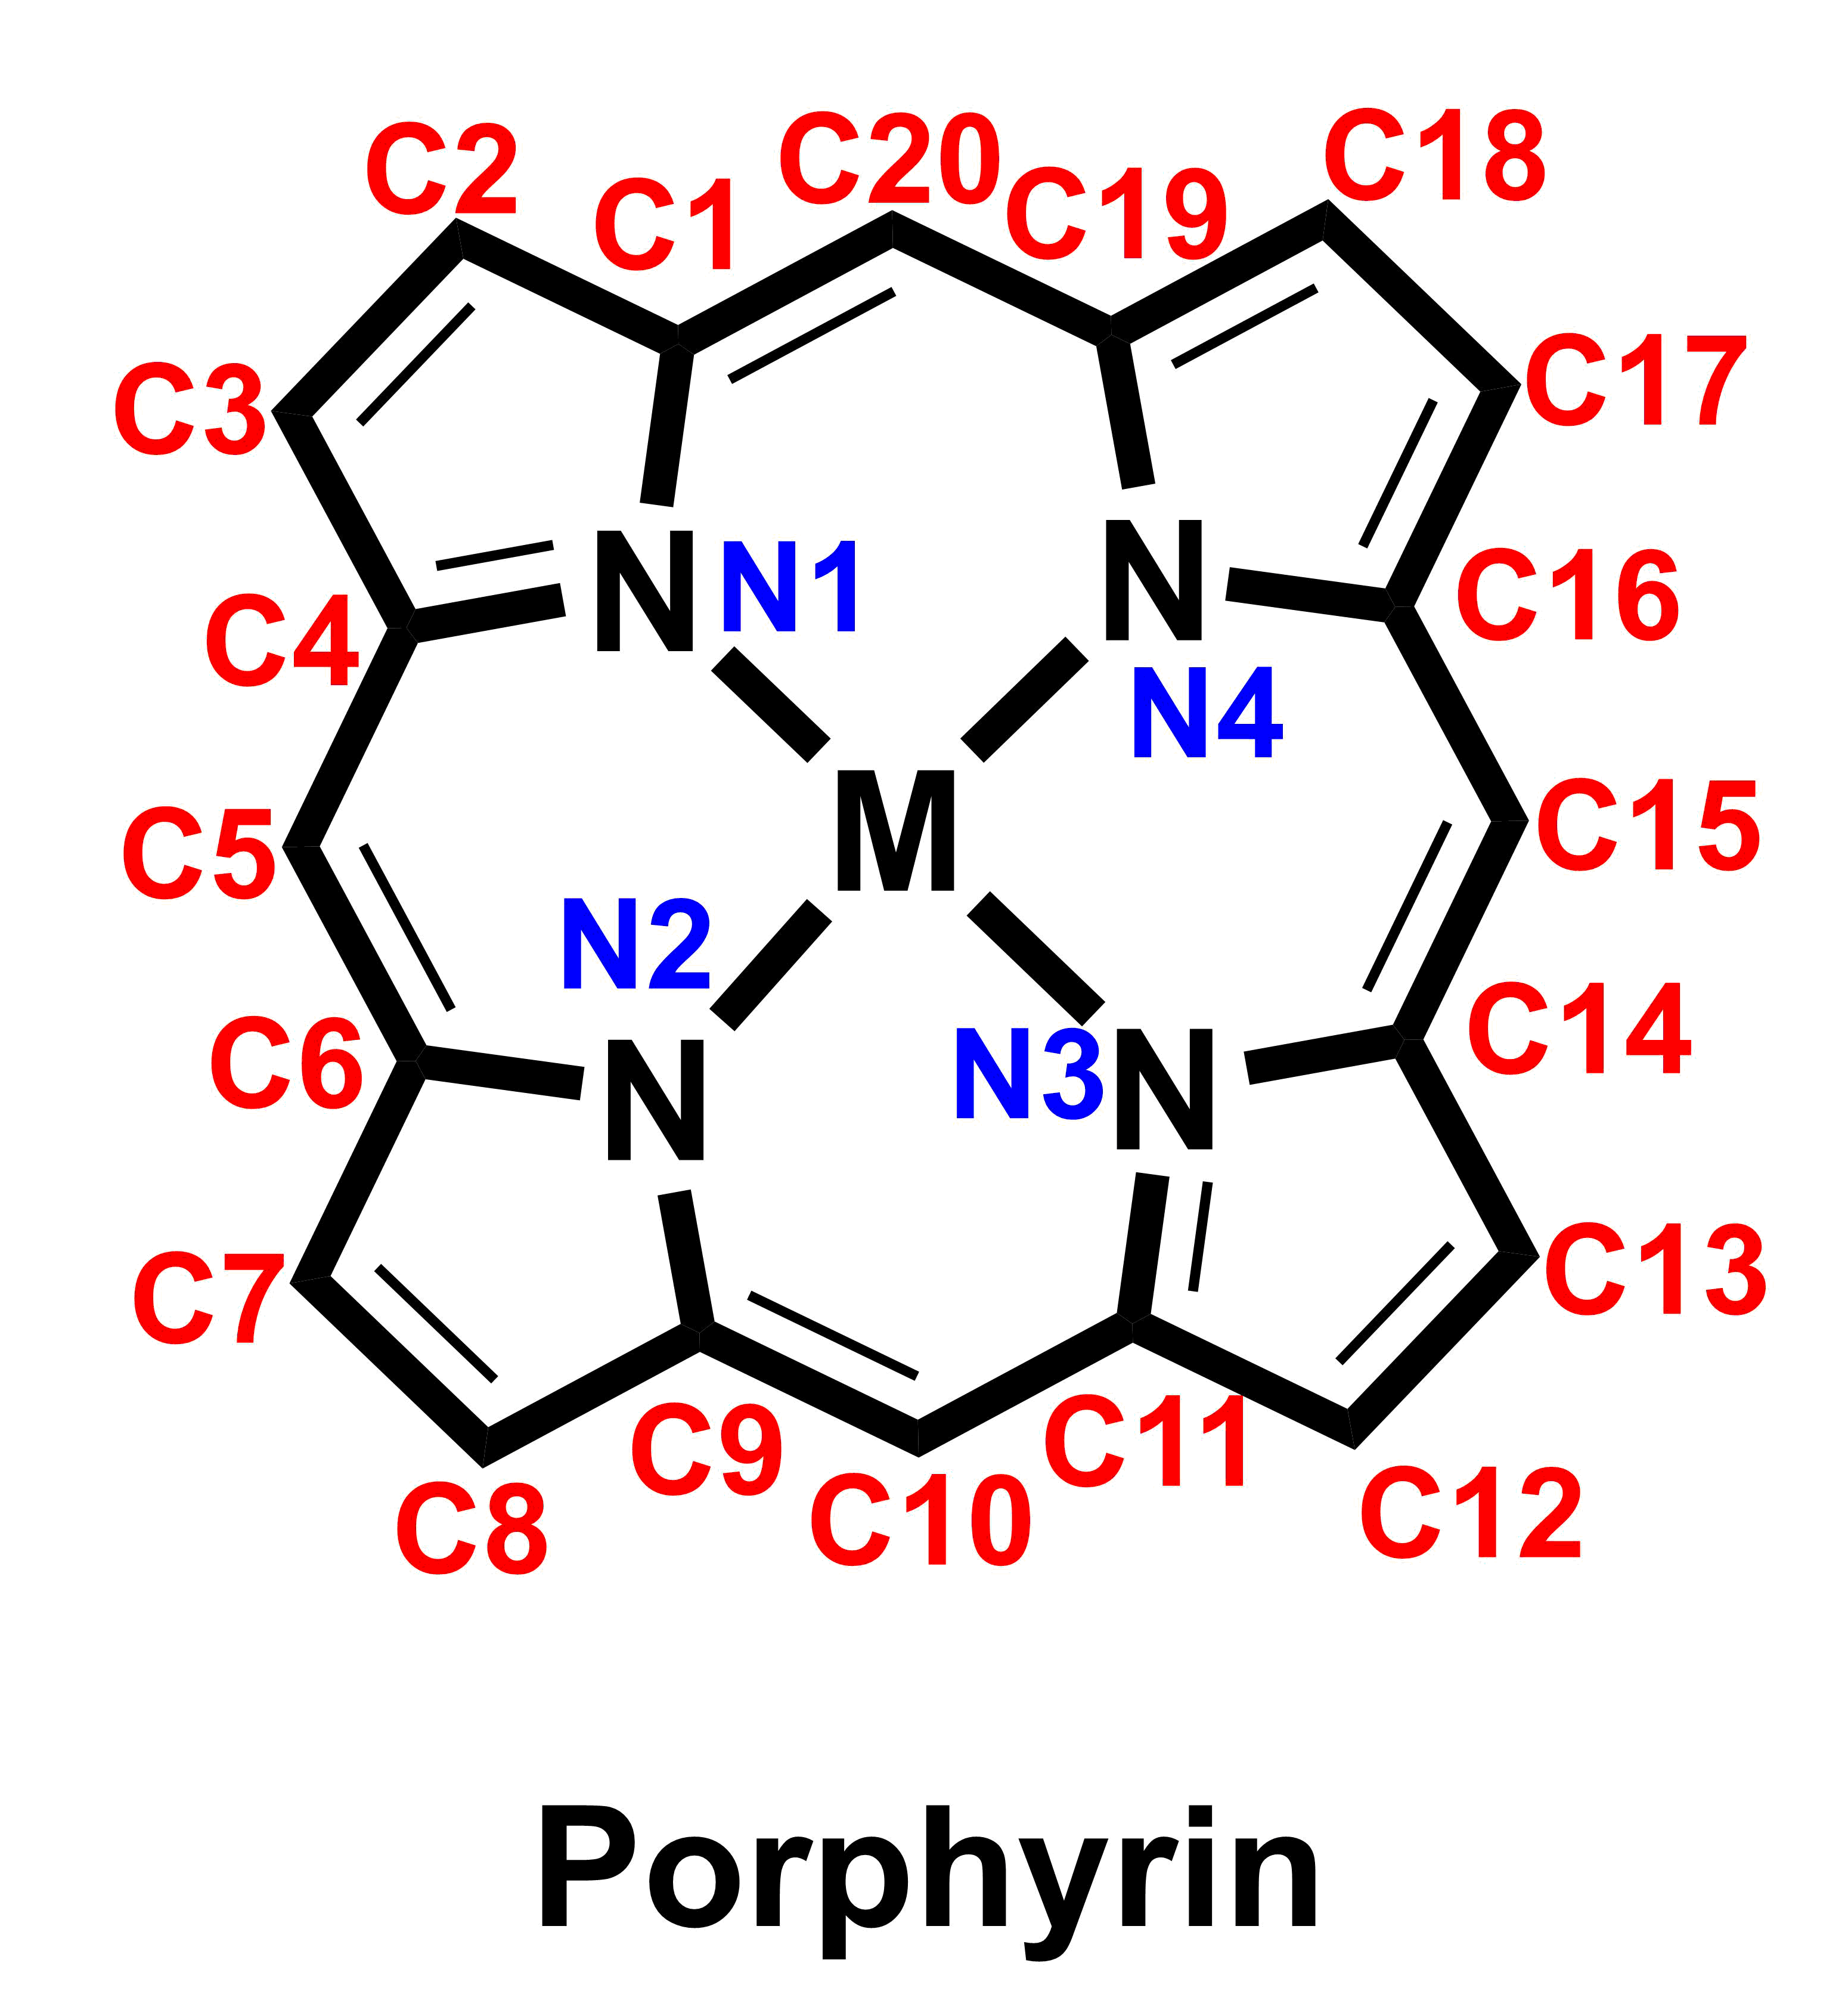 C2 C1 C20 C19 C18
C3 C17
N N1 N
C4 C16
N4
M
C5 C15
N2
C6 N N3 N C14
C7 C13
C8 C9 C10 C11 C12
Porphyrin